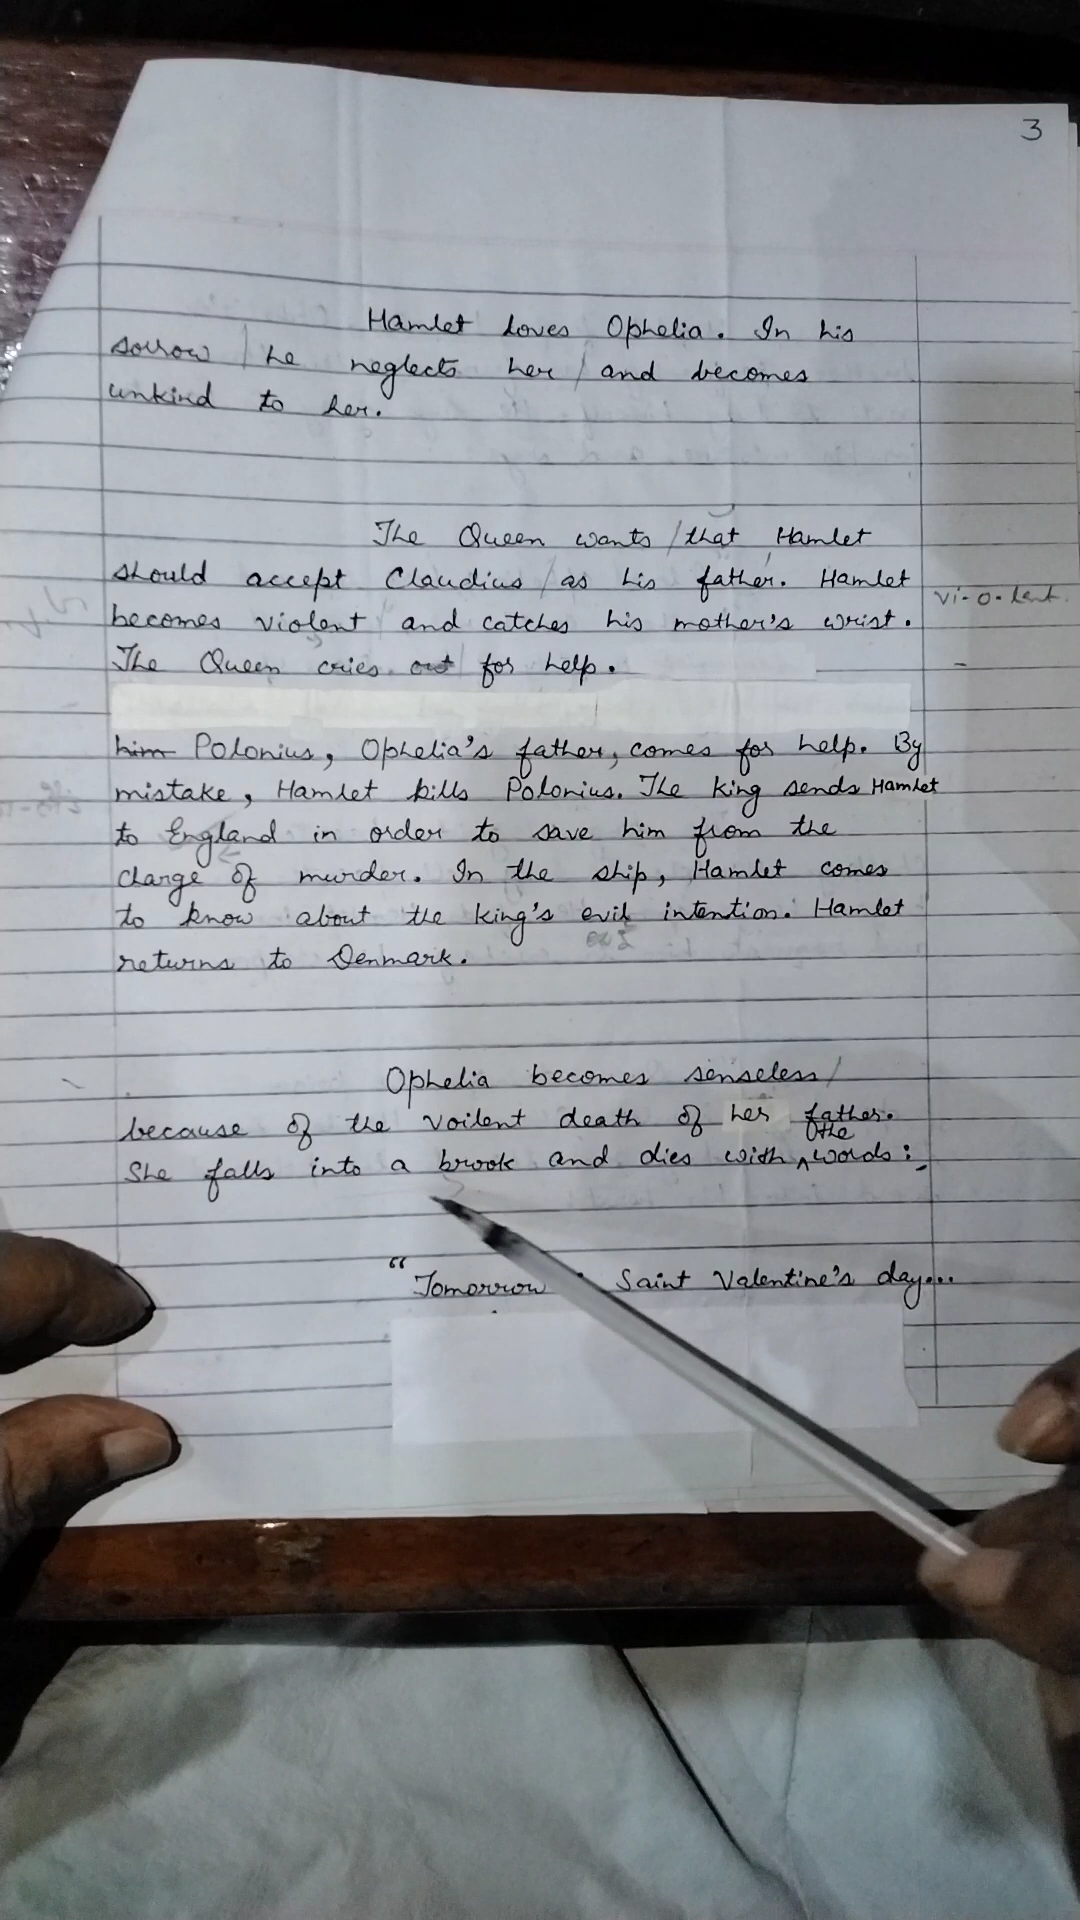 3
Hamlet loves Ophelia. In his
sorrow / he neglects her / and becomes
unkind to her.
The Queen wants / that Hamlet
should accept Claudius / as his father. Hamlet
vi-o-lent.
becomes violent and catches his mother's wrist.
The Queen cries out for help.
him Polonius, Ophelia's father, comes for help. By
mistake, Hamlet kills Polonius. The king sends Hamlet
to England in order to save him from the
charge of murder. In the ship, Hamlet comes
to know about the king's evil intention. Hamlet
returns to Denmark.
Ophelia becomes senseless /
because of the voilent death of her father.
She falls into a brook and dies with the words:
"Tomorrow Saint Valentine's day...